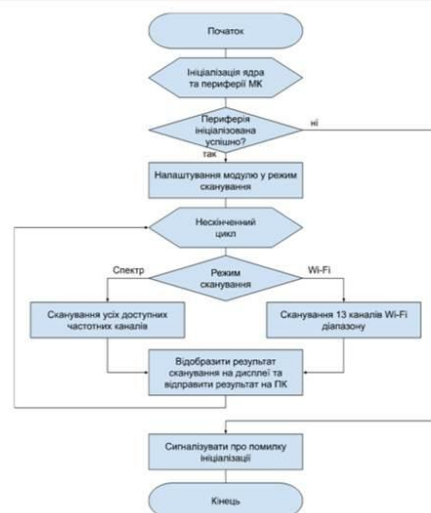 Початок
Ініціалізація ядра
та периферії МК
Периферія
ініціалізована
успішно?
ні
так
Налаштування модулю у режим
сканування
Нескінченний
цикл
Спектр
Режим
сканування
Wi-Fi
Сканування усіх доступних
частотних каналів
Сканування 13 каналів Wi-Fi
діапазону
Відобразити результат
сканування на дисплеї та
відправити результат на ПК
Сигналізувати про помилку
ініціалізації
Кінець